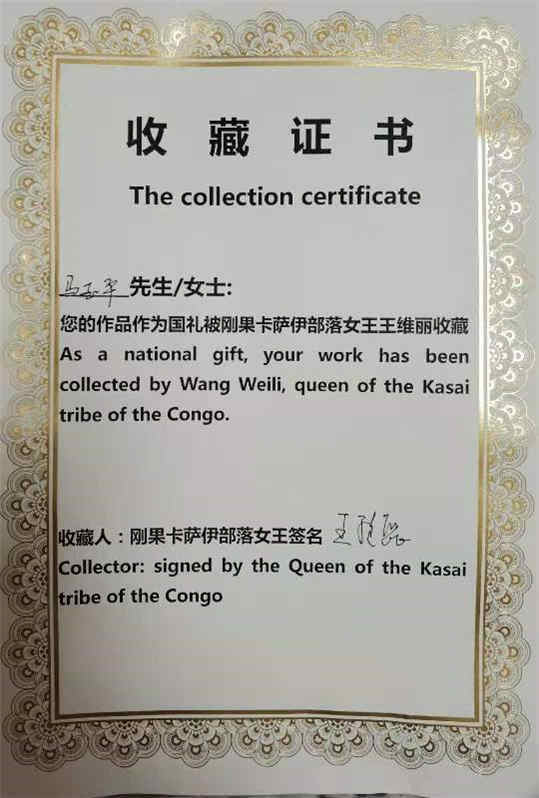 收藏证书
The collection certificate
马玉平 先生/女士:
您的作品作为国礼被刚果卡萨伊部落女王王维丽收藏
As a national gift, your work has been
collected by Wang Weili, queen of the Kasai
tribe of the Congo.
收藏人：刚果卡萨伊部落女王签名
Collector: signed by the Queen of the Kasai
tribe of the Congo